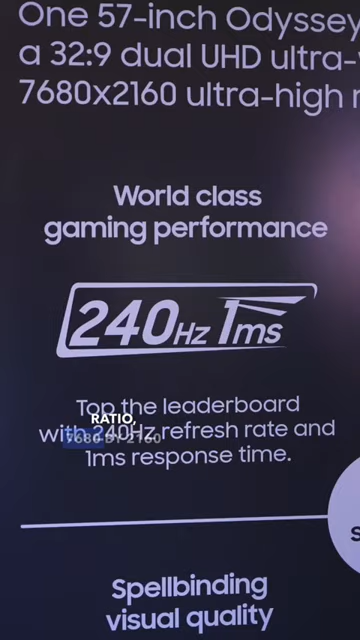 One 57-inch Odyssey
a 32:9 dual UHD ultra-
7680x2160 ultra-high
World class
gaming performance
240Hz 1ms
Top the leaderboard
RATIO,
with 240Hz refresh rate and
7680 BY 2160
1ms response time.
Spellbinding
visual quality